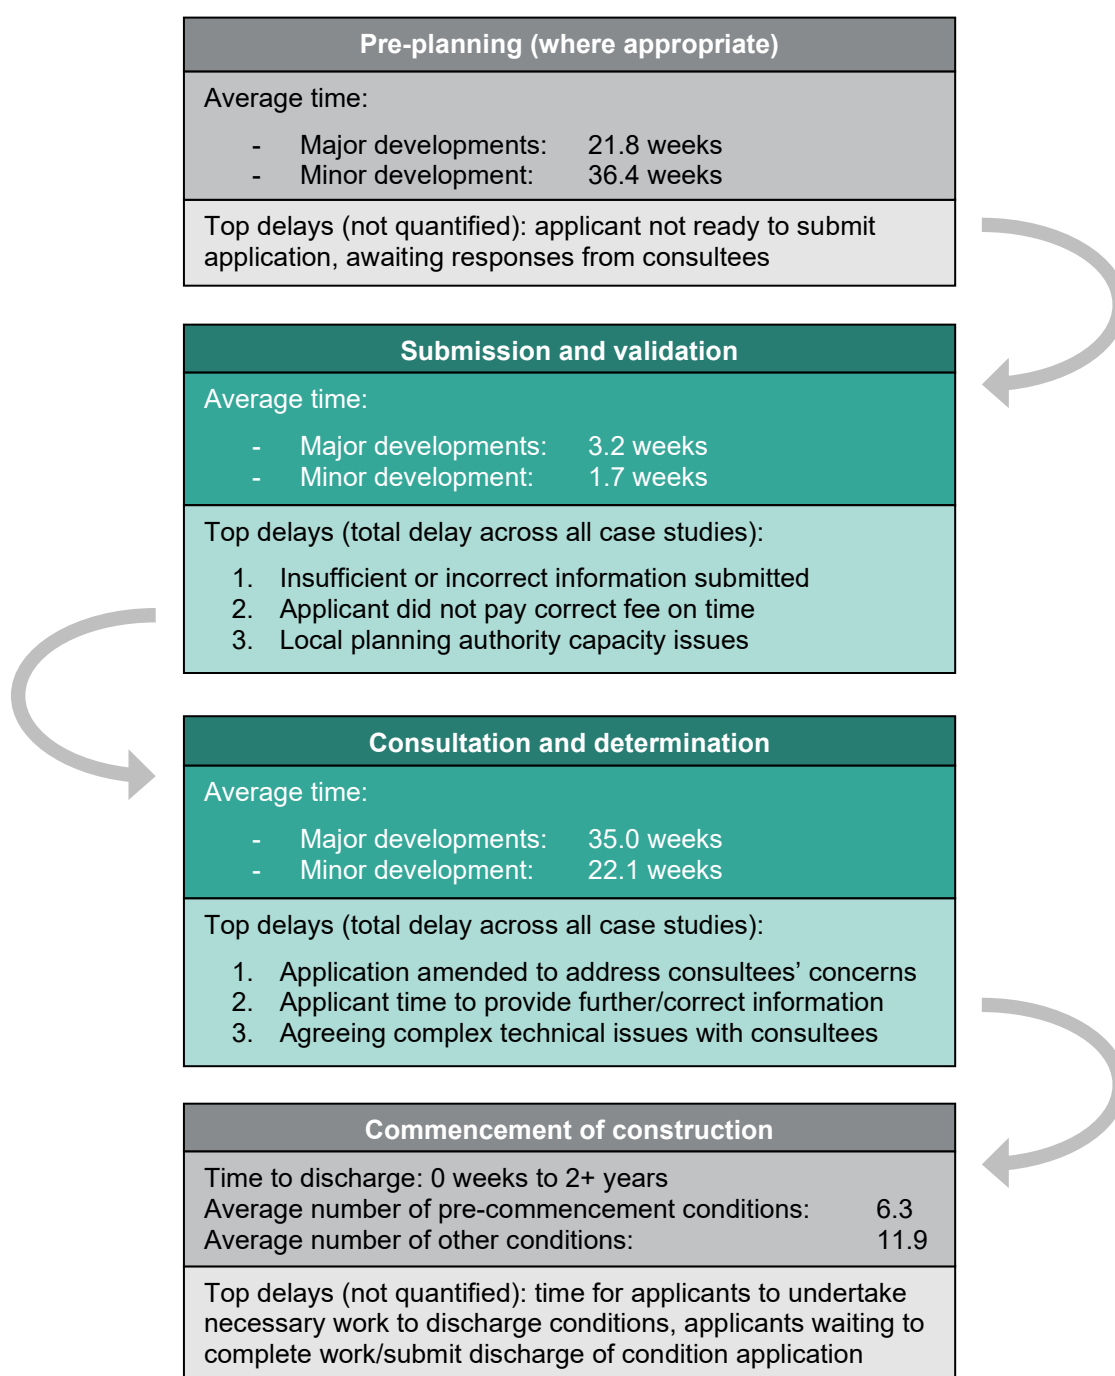 Pre-planning (where appropriate)
Average time:
- Major developments: 21.8 weeks
- Minor development: 36.4 weeks
Top delays (not quantified): applicant not ready to submit
application, awaiting responses from consultees
Submission and validation
Average time:
- Major developments: 3.2 weeks
- Minor development: 1.7 weeks
Top delays (total delay across all case studies):
1. Insufficient or incorrect information submitted
2. Applicant did not pay correct fee on time
3. Local planning authority capacity issues
Consultation and determination
Average time:
- Major developments: 35.0 weeks
- Minor development: 22.1 weeks
Top delays (total delay across all case studies):
1. Application amended to address consultees’ concerns
2. Applicant time to provide further/correct information
3. Agreeing complex technical issues with consultees
Commencement of construction
Time to discharge: 0 weeks to 2+ years
Average number of pre-commencement conditions: 6.3
Average number of other conditions: 11.9
Top delays (not quantified): time for applicants to undertake
necessary work to discharge conditions, applicants waiting to
complete work/submit discharge of condition application